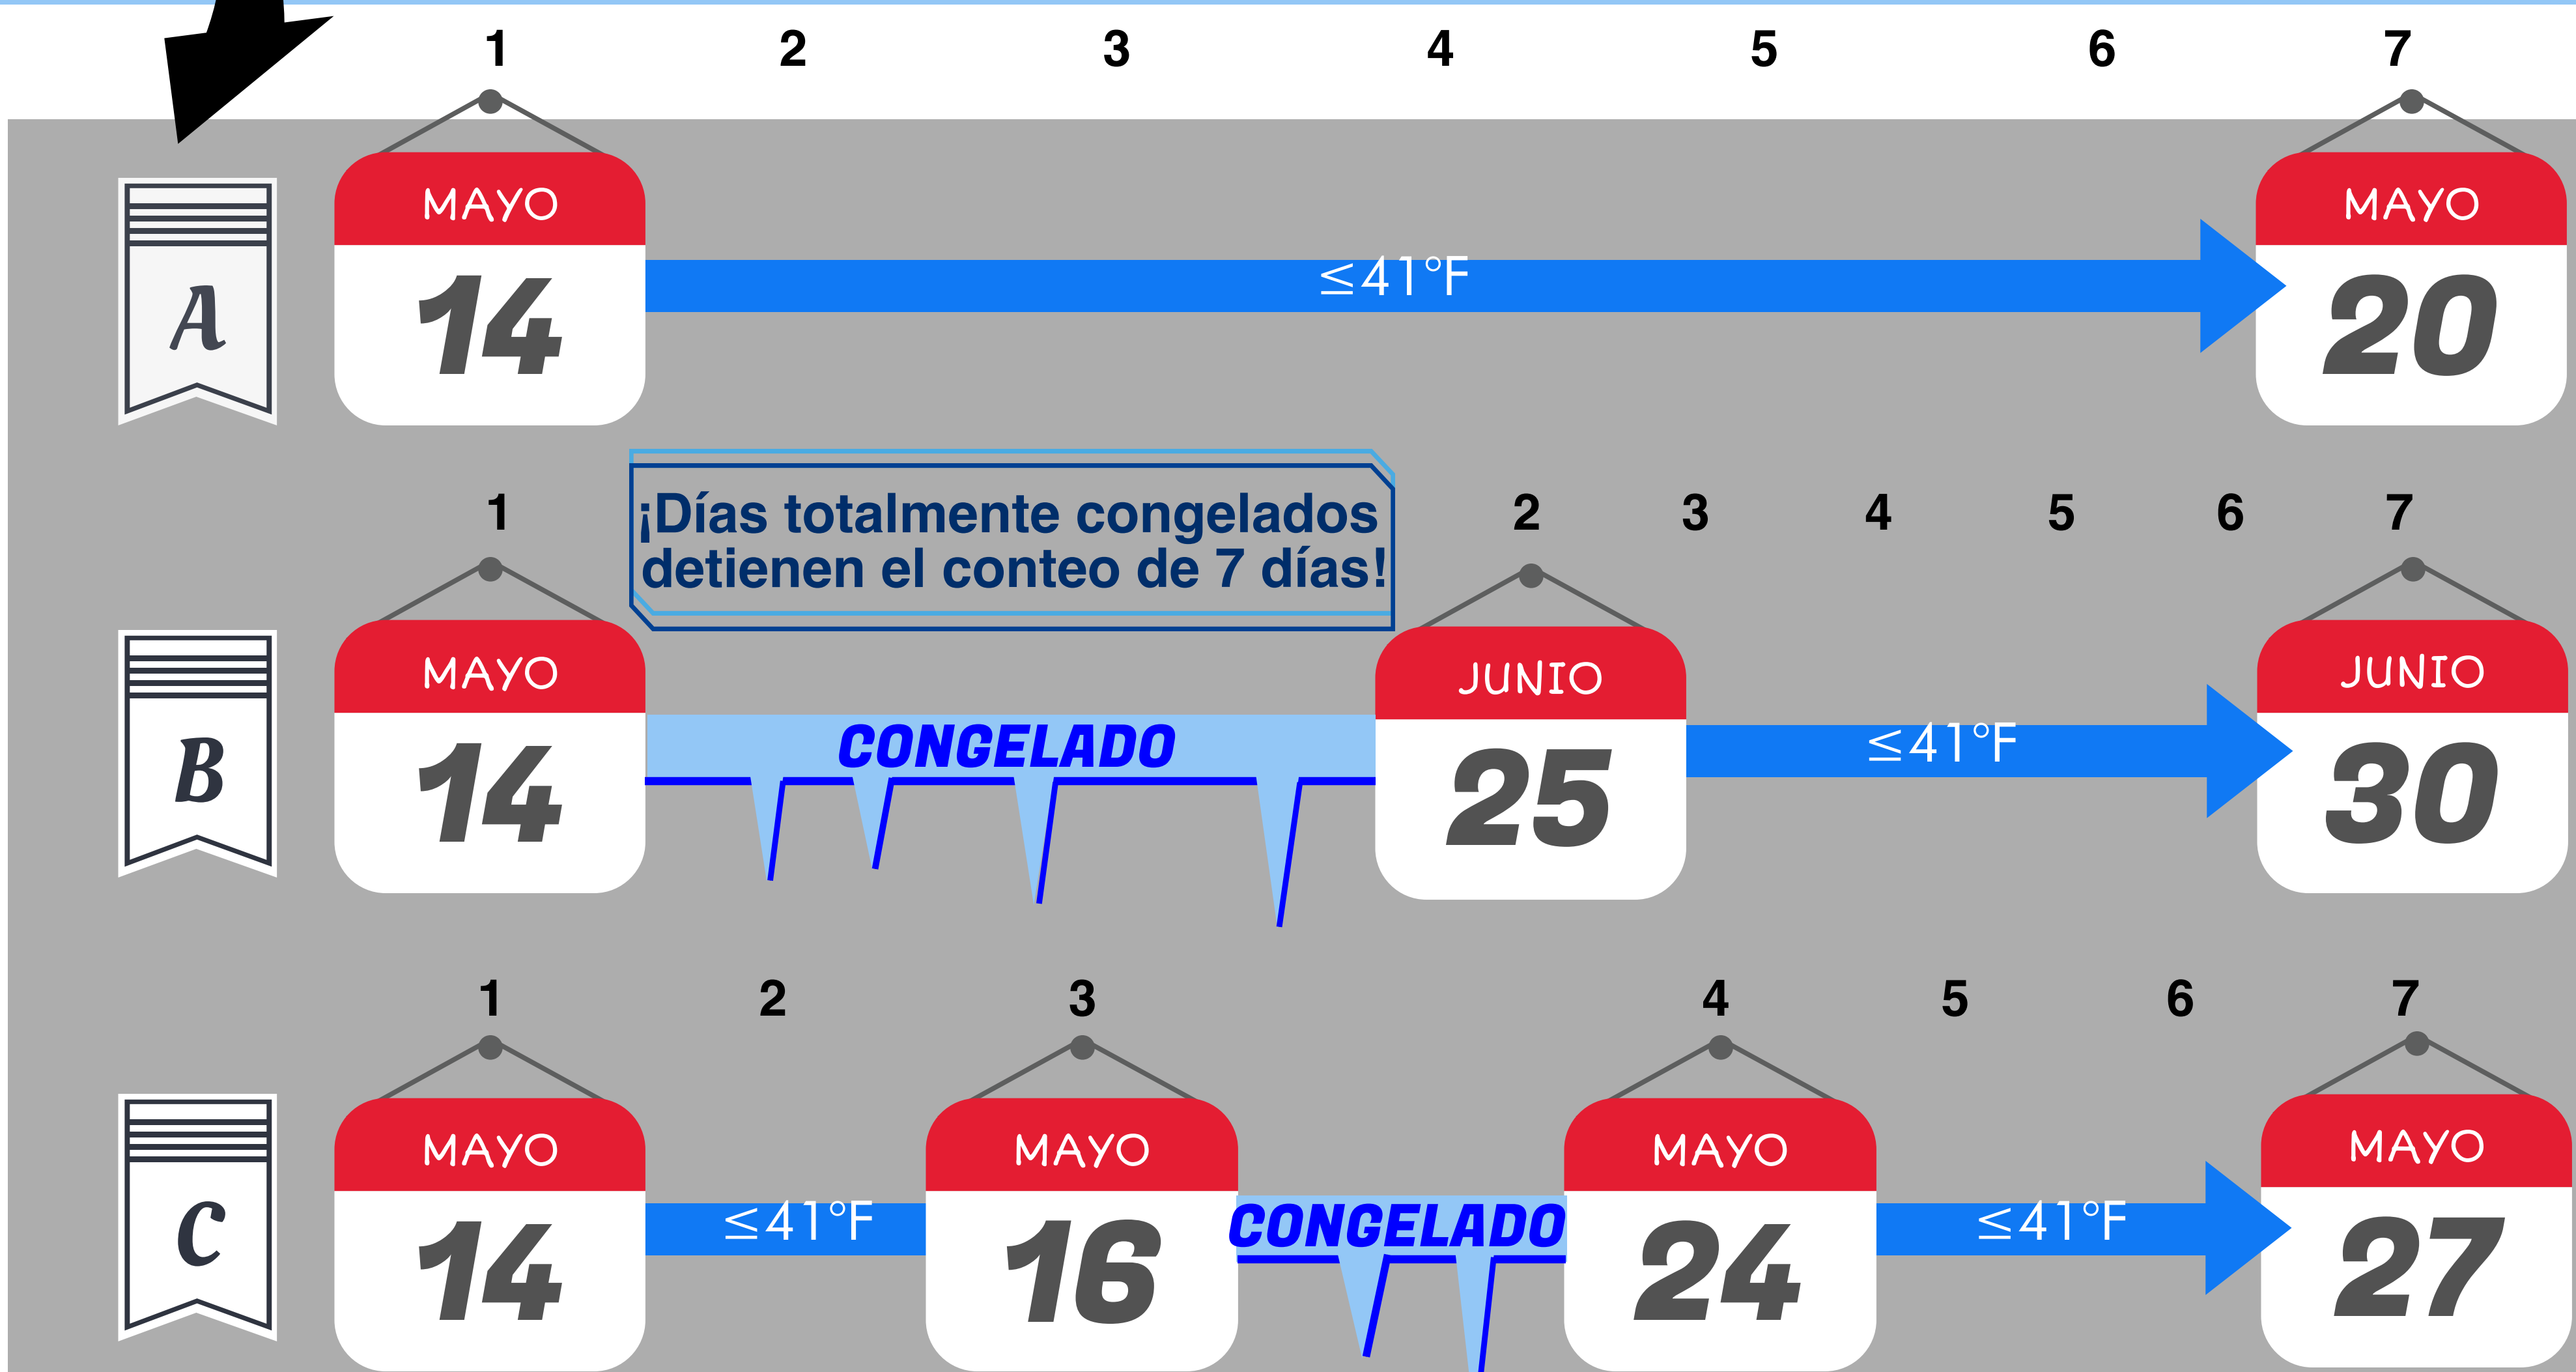 1 2 3 4 5 6 7
MAYO MAYO
A 14 ≤41°F 20
¡Días totalmente congelados
detienen el conteo de 7 días!
1 2 3 4 5 6 7
MAYO JUNIO JUNIO
B 14 CONGELADO 25 ≤41°F 30
1 2 3 4 5 6 7
MAYO MAYO MAYO MAYO
C 14 ≤41°F 16 CONGELADO 24 ≤41°F 27